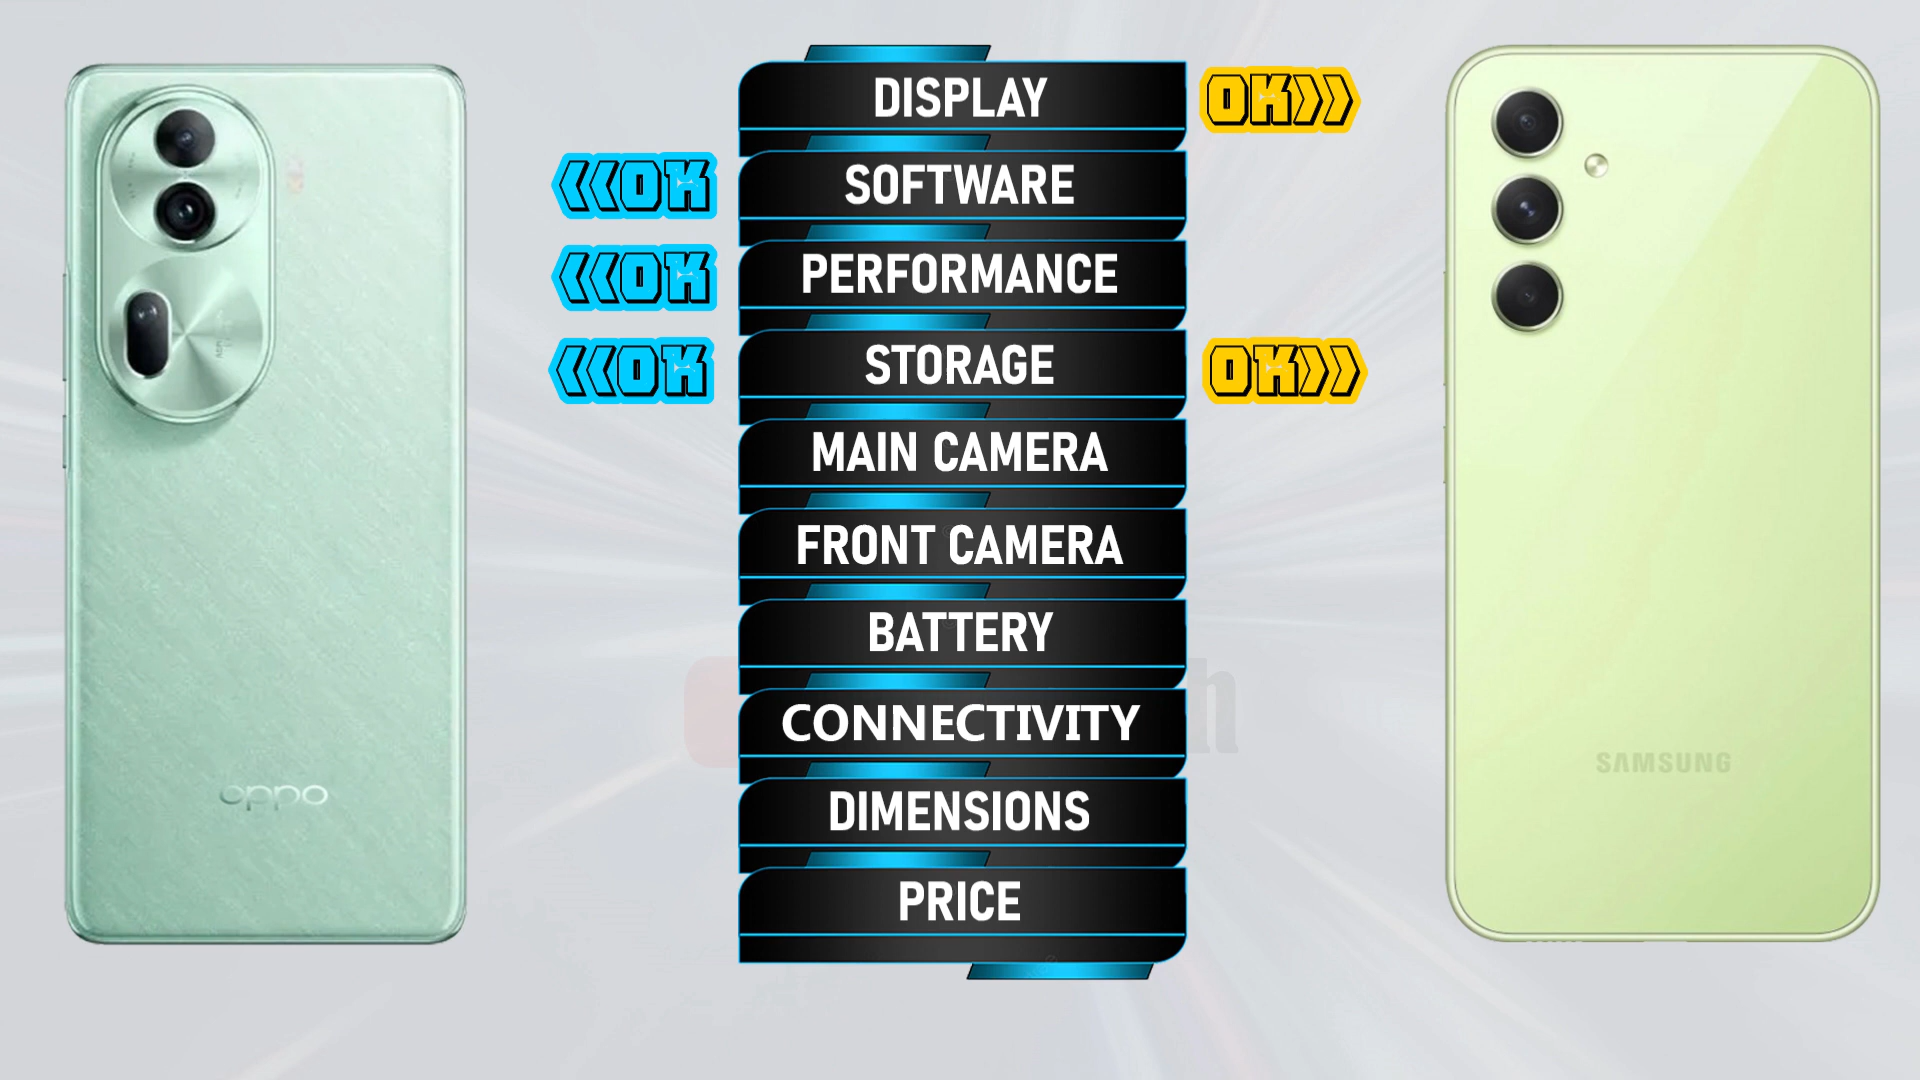 DISPLAY
OK
OK
SOFTWARE
OK
PERFORMANCE
OK
STORAGE
OK
MAIN CAMERA
FRONT CAMERA
BATTERY
CONNECTIVITY
DIMENSIONS
PRICE
oppo
SAMSUNG